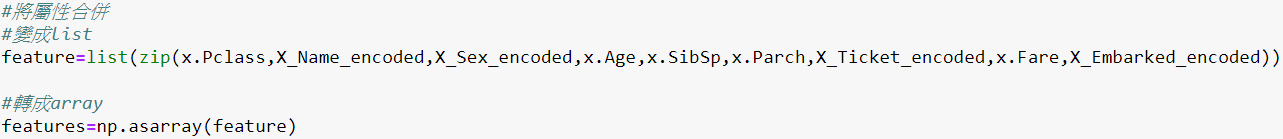 #將屬性合併
#變成list
feature=list(zip(x.Pclass,X_Name_encoded,X_Sex_encoded,x.Age,x.SibSp,x.Parch,X_Ticket_encoded,x.Fare,X_Embarked_encoded))
#轉成array
features=np.asarray(feature)